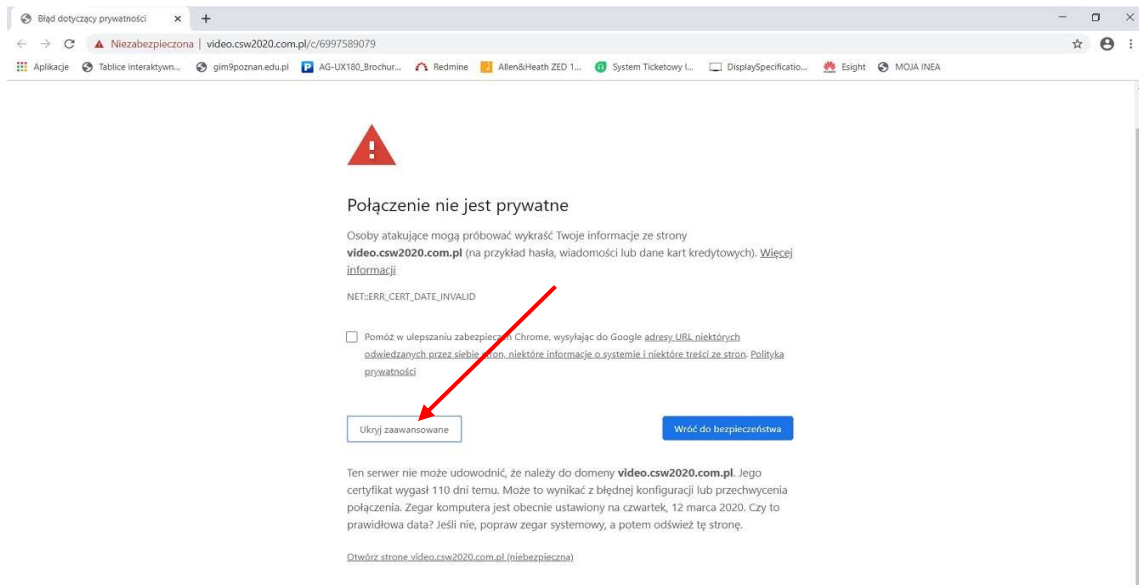 Błąd dotyczący prywatności
Niezabezpieczona | video.csw2020.com.pl/c/6997589079
Aplikacje Tablice interaktywn... gim9poznan.edu.pl AG-UX180_Brochur... Redmine Allen&Heath ZED 1... System Ticketowy I... DisplaySpecificatio... Esight MOJA INEA
Połączenie nie jest prywatne
Osoby atakujące mogą próbować wykraść Twoje informacje ze strony
video.csw2020.com.pl (na przykład hasła, wiadomości lub dane kart kredytowych). Więcej
informacji
NET::ERR_CERT_DATE_INVALID
Pomóż w ulepszaniu zabezpieczeń Chrome, wysyłając do Google adresy URL niektórych
odwiedzanych przez siebie stron, niektóre informacje o systemie i niektóre treści ze stron. Polityka
prywatności
Ukryj zaawansowane Wróć do bezpieczeństwa
Ten serwer nie może udowodnić, że należy do domeny video.csw2020.com.pl. Jego
certyfikat wygasł 110 dni temu. Może to wynikać z błędnej konfiguracji lub przechwycenia
połączenia. Zegar komputera jest obecnie ustawiony na czwartek, 12 marca 2020. Czy to
prawidłowa data? Jeśli nie, popraw zegar systemowy, a potem odśwież tę stronę.
Otwórz stronę video.csw2020.com.pl (niebezpieczna)